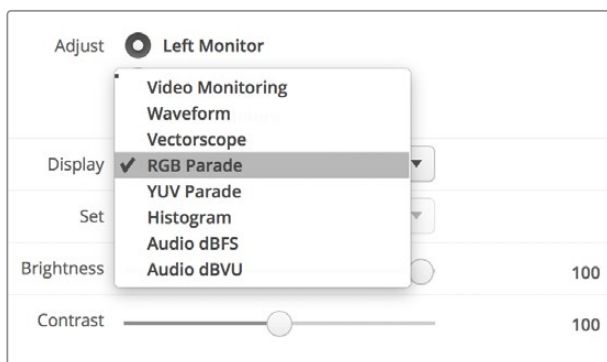 Adjust Left Monitor
Video Monitoring
Waveform
Vectorscope
Display ✔ RGB Parade
YUV Parade
Set Histogram
Audio dBFS
Brightness Audio dBVU 100
Contrast 100